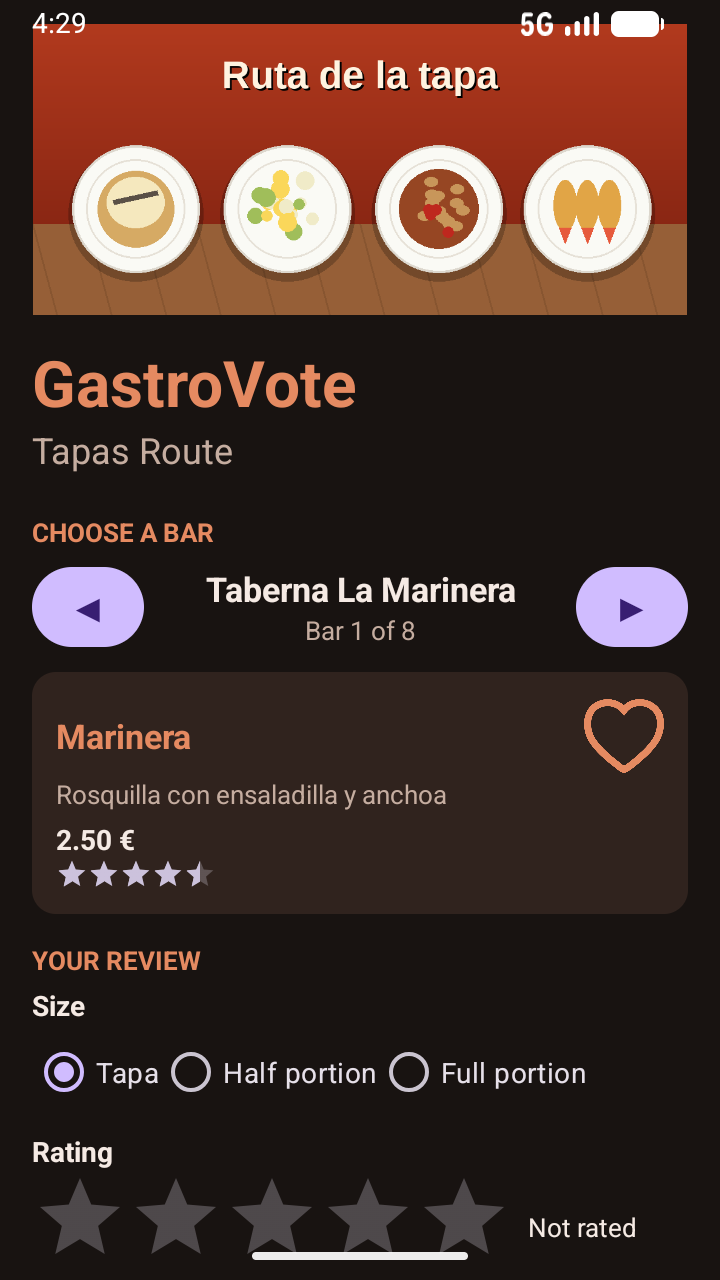 4:29
5G
Ruta de la tapa
GastroVote
Tapas Route
CHOOSE A BAR
◀
Taberna La Marinera
Bar 1 of 8
▶
Marinera
Rosquilla con ensaladilla y anchoa
2.50 €
YOUR REVIEW
Size
Tapa
Half portion
Full portion
Rating
Not rated